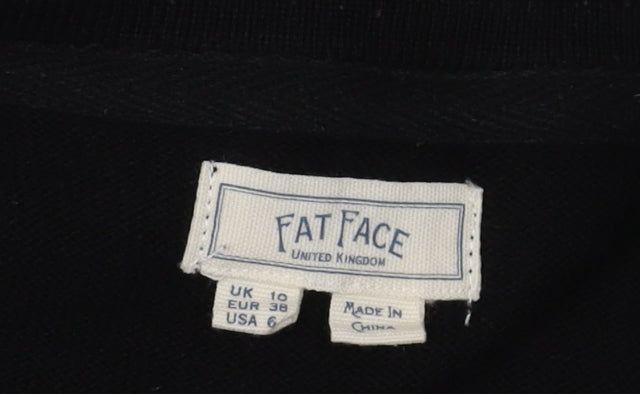 FAT FACE
UNITED KINGDOM
UK 10
EUR 38
USA 6
MADE IN
CHINA